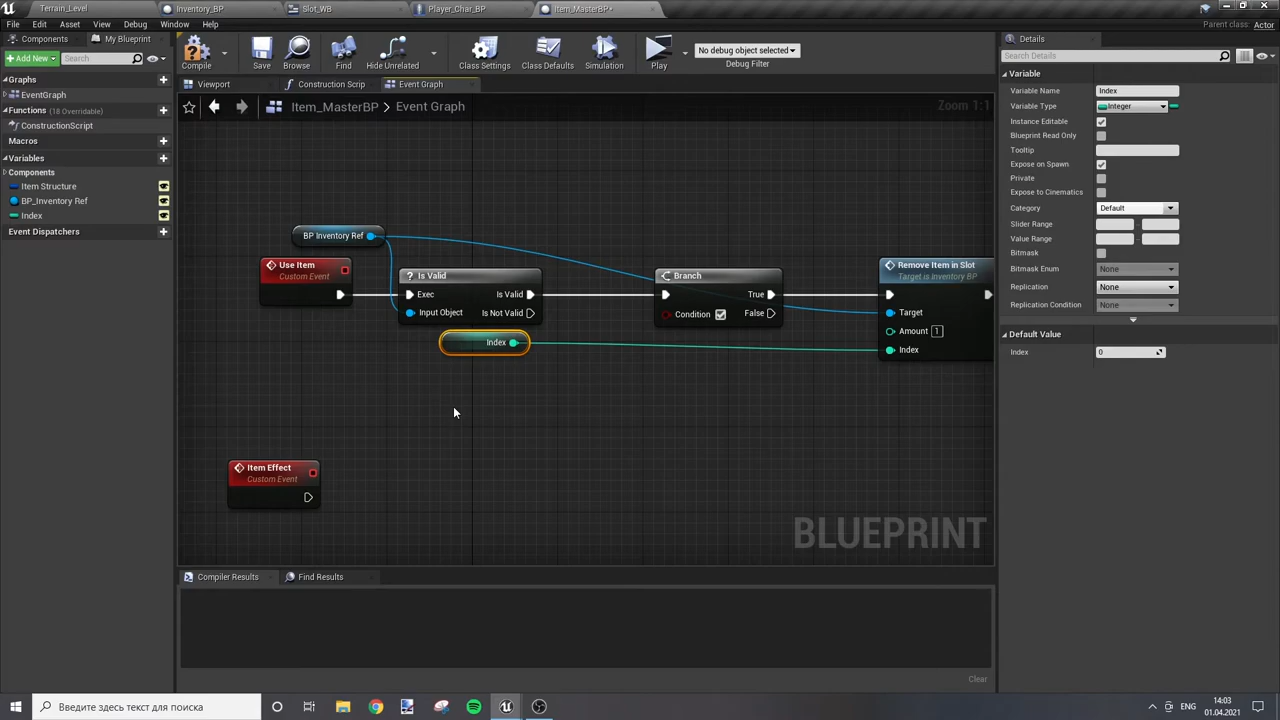 Terrain_Level
Inventory_BP
Slot_WB
Player_Char_BP
Item_MasterBP*
File
Edit
Asset
View
Debug
Window
Help
Parent class: Actor
Components
My Blueprint
Add New
Search
Graphs
EventGraph
Functions (18 Overridable)
ConstructionScript
Macros
Variables
Components
Item Structure
BP_Inventory Ref
Index
Event Dispatchers
Compile
Save
Browse
Find
Hide Unrelated
Class Settings
Class Defaults
Simulation
Play
No debug object selected
Debug Filter
Viewport
Construction Scrip
Event Graph
Item_MasterBP
Event Graph
Zoom 1:1
BP Inventory Ref
Use Item
Custom Event
? Is Valid
Exec
Is Valid
Input Object
Is Not Valid
Branch
True
Condition
False
Remove Item in Slot
Target is Inventory BP
Target
Amount 1
Index
Index
Item Effect
Custom Event
BLUEPRINT
Compiler Results
Find Results
Clear
Details
Search Details
Variable
Variable Name
Index
Variable Type
Integer
Instance Editable
Blueprint Read Only
Tooltip
Expose on Spawn
Private
Expose to Cinematics
Category
Default
Slider Range
Value Range
Bitmask
Bitmask Enum
None
Replication
None
Replication Condition
None
Default Value
Index
0
Введите здесь текст для поиска
ENG
14:03
01.04.2021